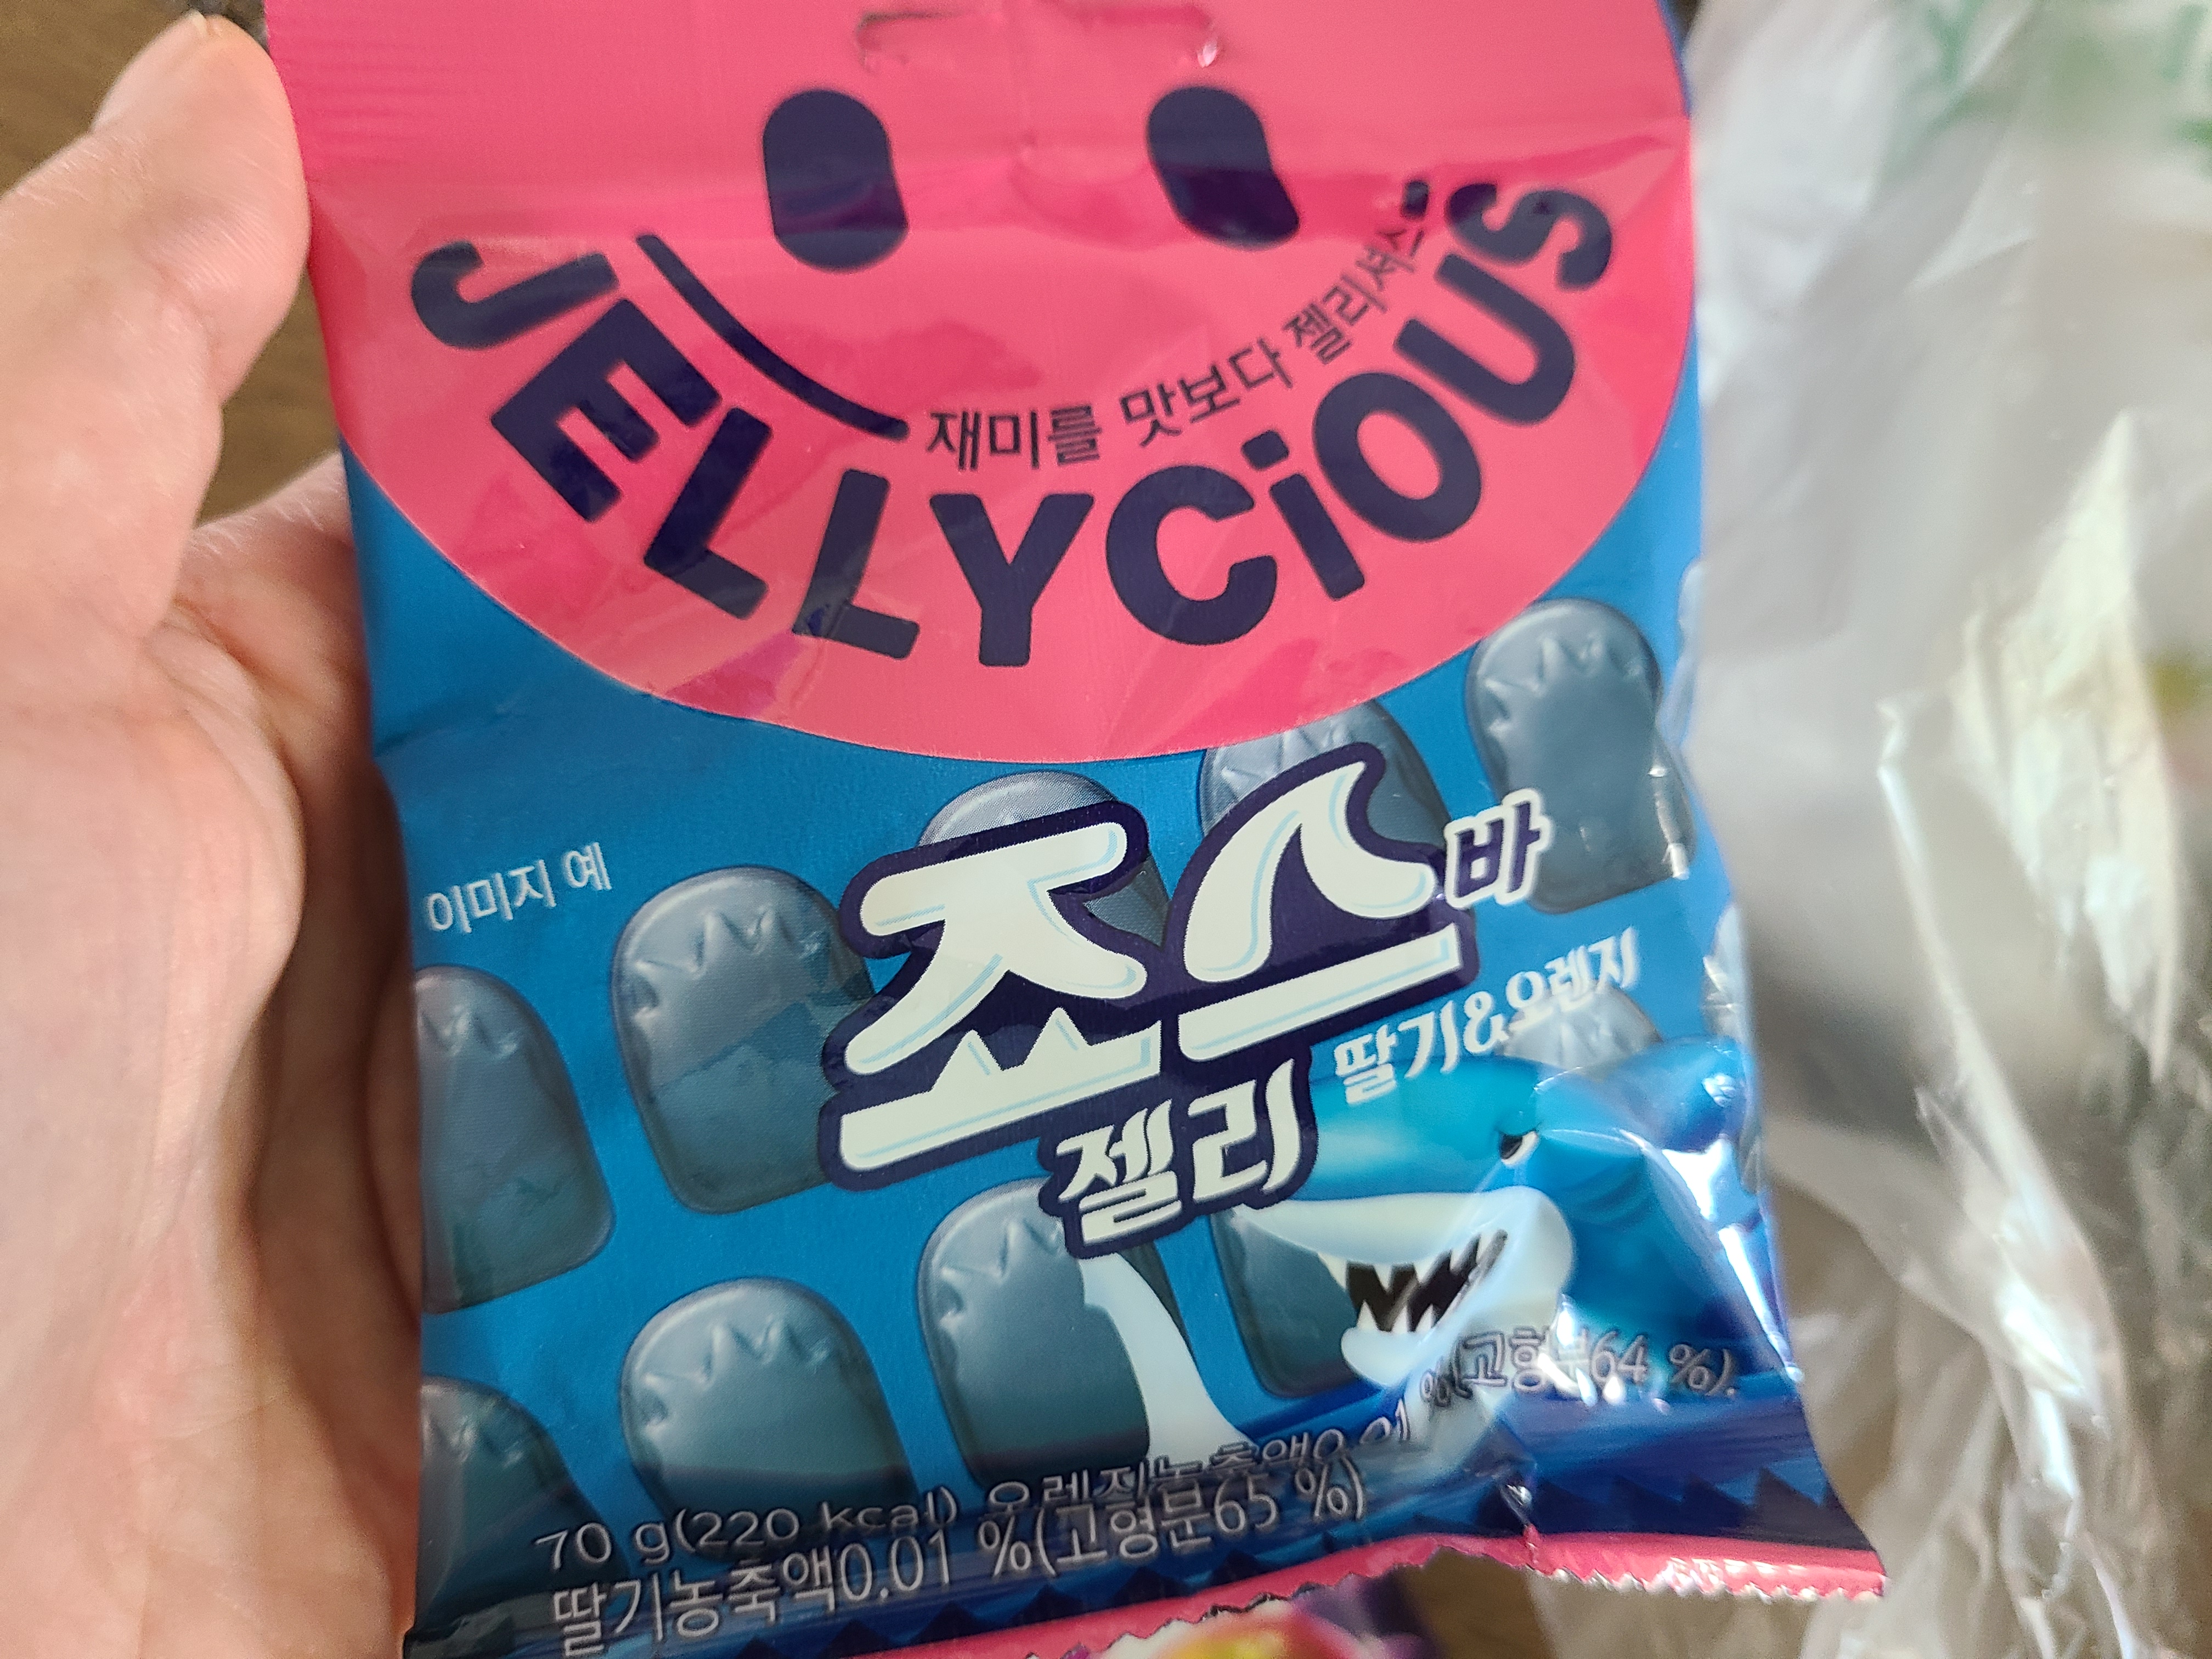 JELLYCiOUS
재미를 맛보다 젤리셔스
이미지 예
죠스바
딸기&오렌지
젤리
70 g(220 kcal) 오렌지농축액0.01 %(고형분64 %),
딸기농축액0.01 %(고형분65 %)